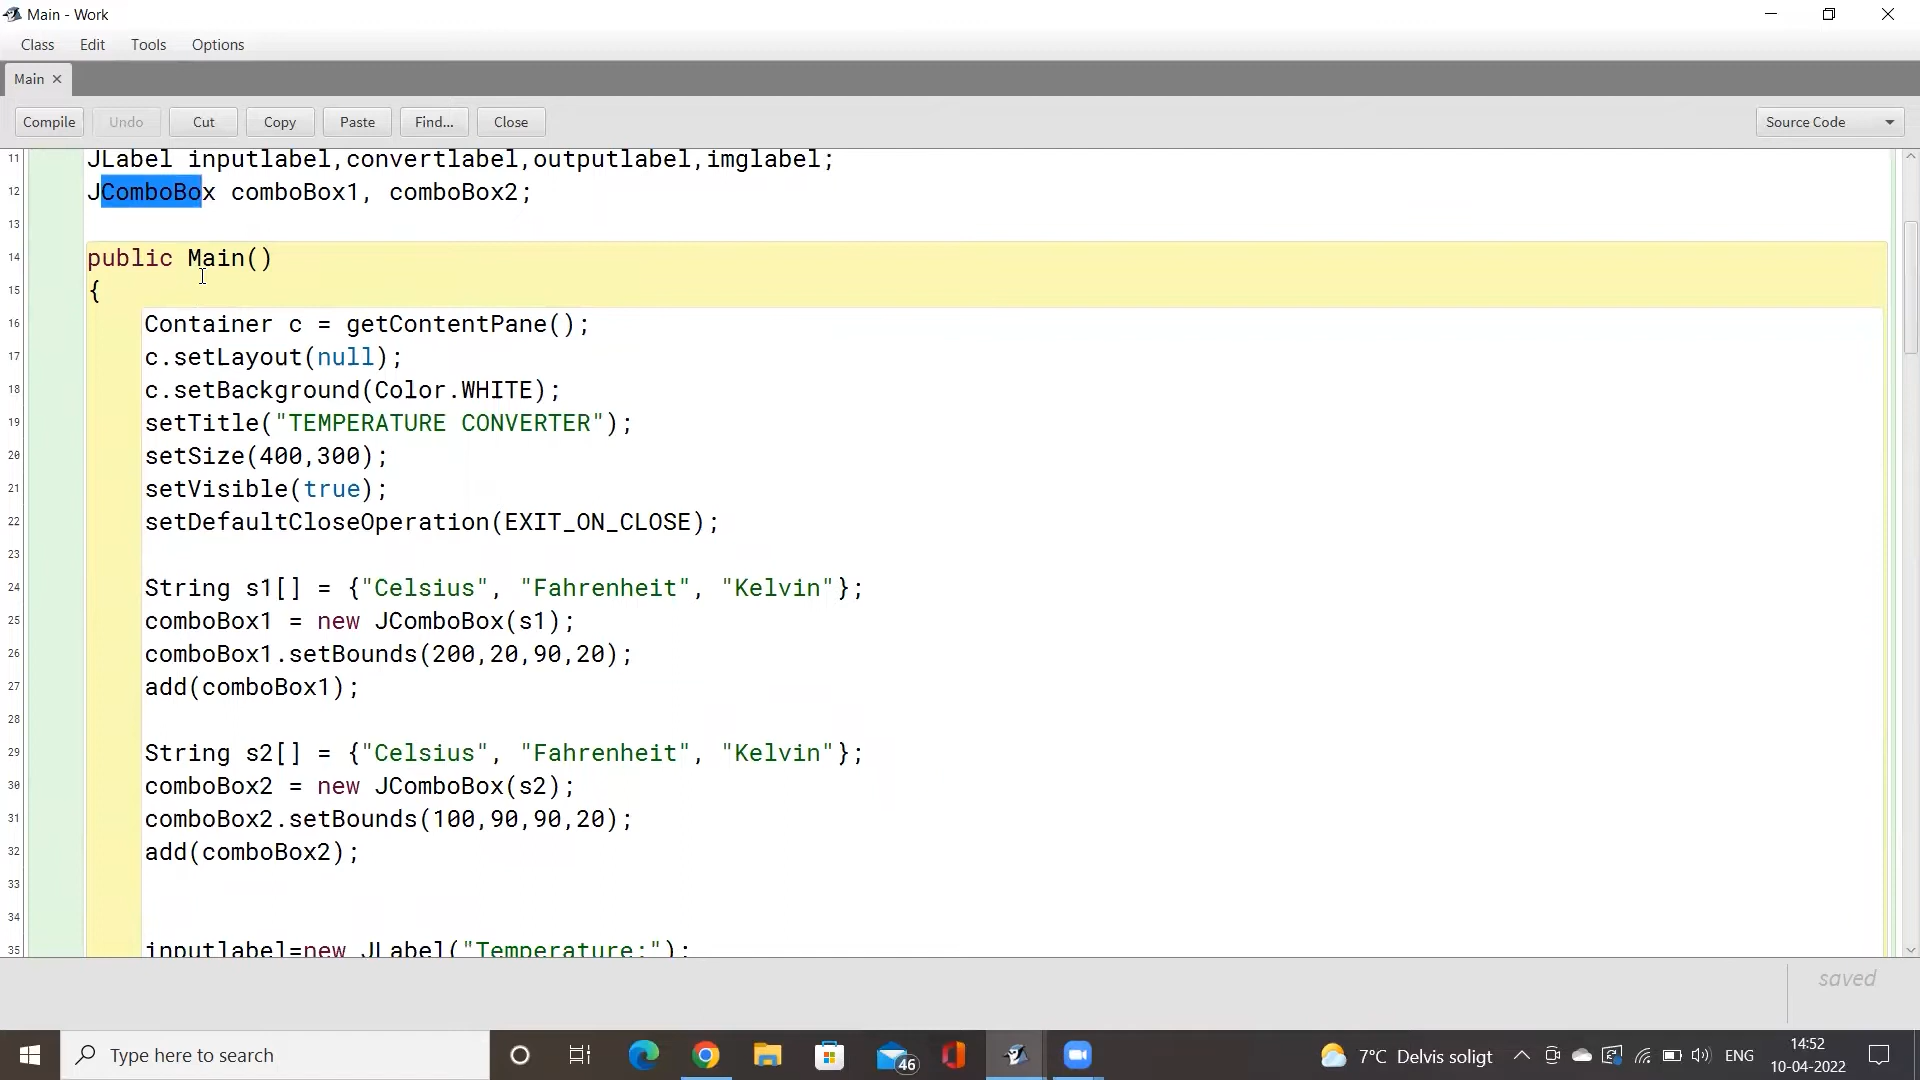 Main - Work
Class Edit Tools Options
Main ×
Compile Undo Cut Copy Paste Find... Close Source Code
11 JLabel inputlabel,convertlabel,outputlabel,imglabel;
12 JComboBox comboBox1, comboBox2;
13
14 public Main()
15 {
16 Container c = getContentPane();
17 c.setLayout(null);
18 c.setBackground(Color.WHITE);
19 setTitle("TEMPERATURE CONVERTER");
20 setSize(400,300);
21 setVisible(true);
22 setDefaultCloseOperation(EXIT_ON_CLOSE);
23
24 String s1[] = {"Celsius", "Fahrenheit", "Kelvin"};
25 comboBox1 = new JComboBox(s1);
26 comboBox1.setBounds(200,20,90,20);
27 add(comboBox1);
28
29 String s2[] = {"Celsius", "Fahrenheit", "Kelvin"};
30 comboBox2 = new JComboBox(s2);
31 comboBox2.setBounds(100,90,90,20);
32 add(comboBox2);
33
34
35 inputlabel=new JLabel("Temperature:");
saved
Type here to search 46 7°C Delvis soligt ENG 14:52
10-04-2022